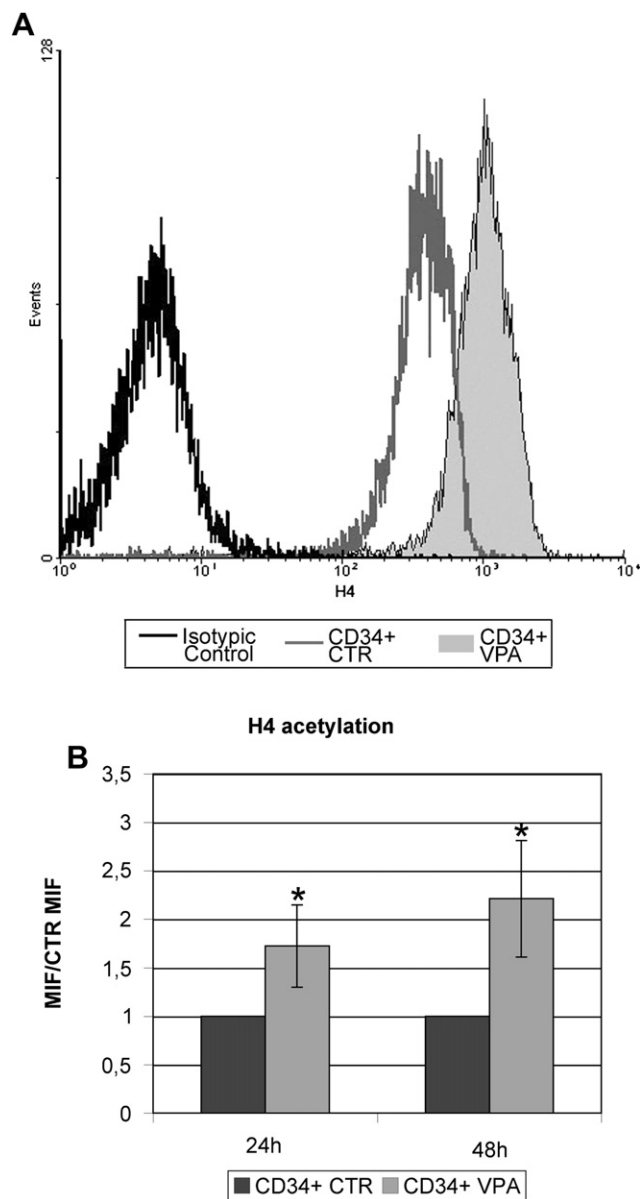 A
128
Events
0
10⁰ 10¹ 10² 10³ 10⁴
H4
Isotypic Control
CD34+ CTR
CD34+ VPA
H4 acetylation
B
3,5
3
2,5
2
1,5
1
0,5
0
MIF/CTR MIF
*
*
24h 48h
CD34+ CTR CD34+ VPA